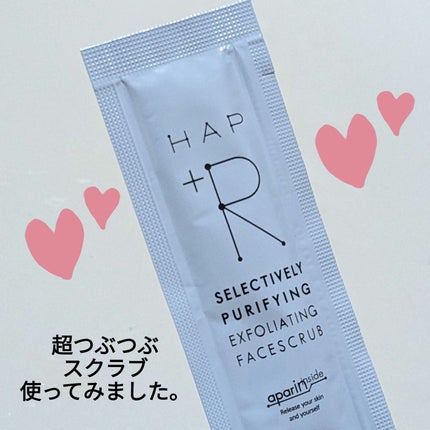 HAP
+R
SELECTIVELY
PURIFYING
EXFOLIATING
FACESCRUB
aparinside
Release your skin
and yourself
超つぶつぶ
スクラブ
使ってみました。